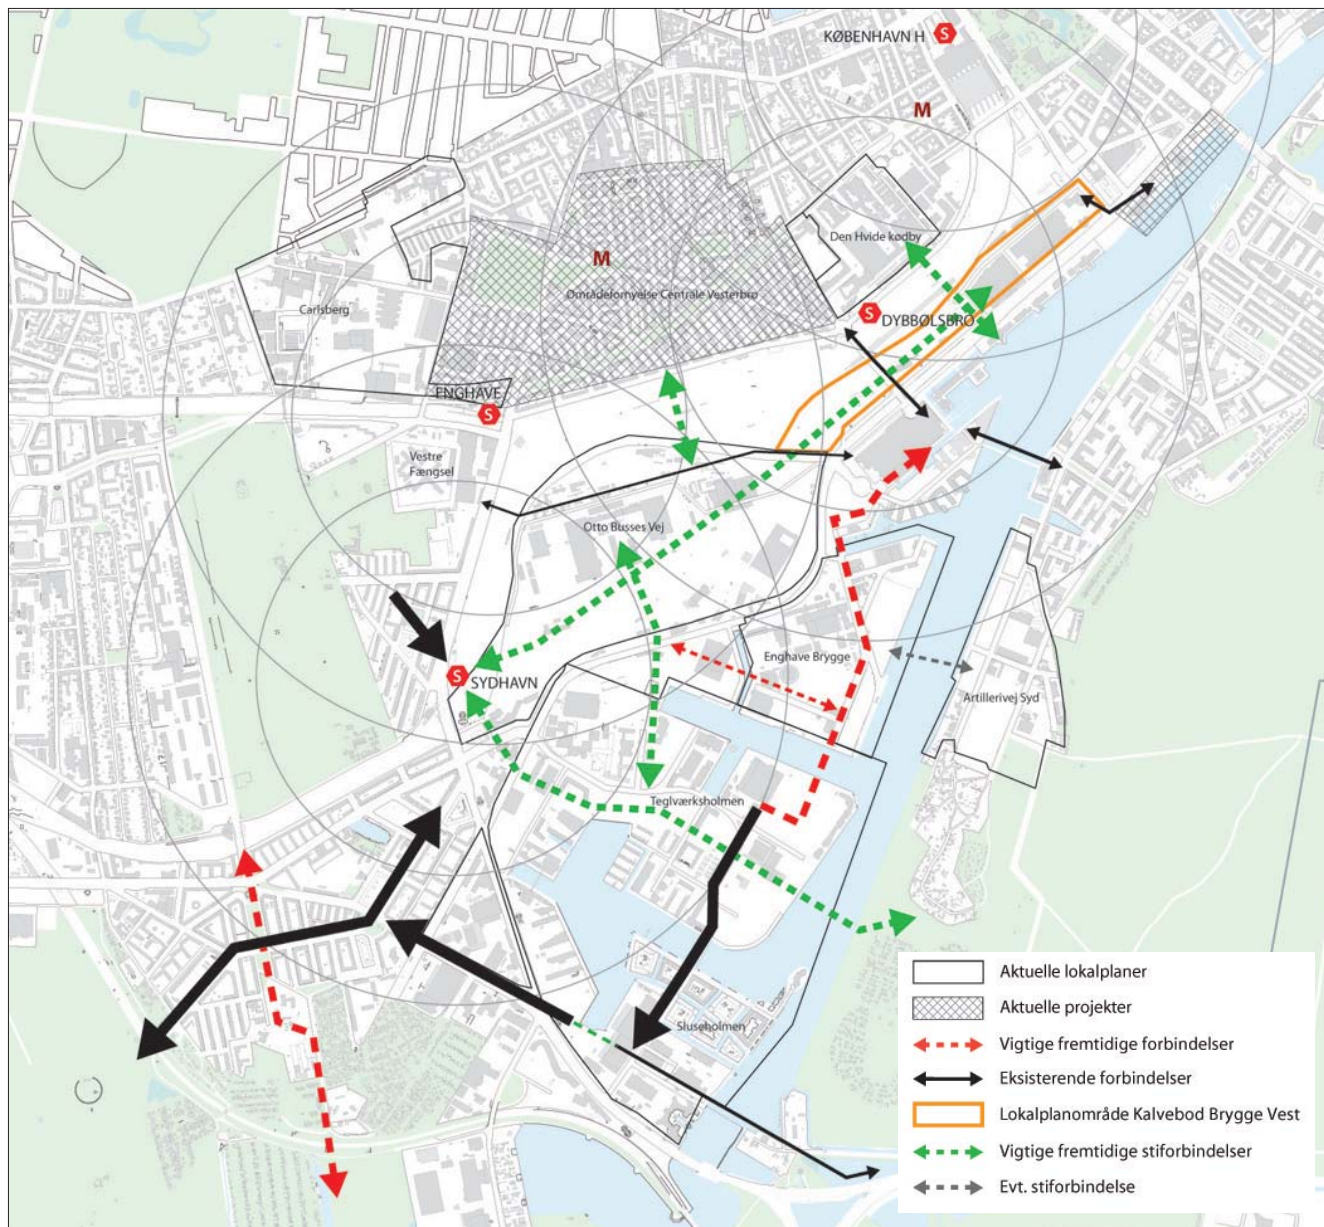 KØBENHAVN H
S
M
Den Hvide kødby
M
Områdefornyelse Centrale Vesterbro
Carlsberg
S
DYBBØLSBRO
ENGHAVE
S
Vestre
Fængsel
Otto Busses Vej
Enghave Brygge
S
SYDHAVN
Artillerivej Syd
Teglværksholmen
Sluseholmen
Aktuelle lokalplaner
Aktuelle projekter
Vigtige fremtidige forbindelser
Eksisterende forbindelser
Lokalplanområde Kalvebod Brygge Vest
Vigtige fremtidige stiforbindelser
Evt. stiforbindelse